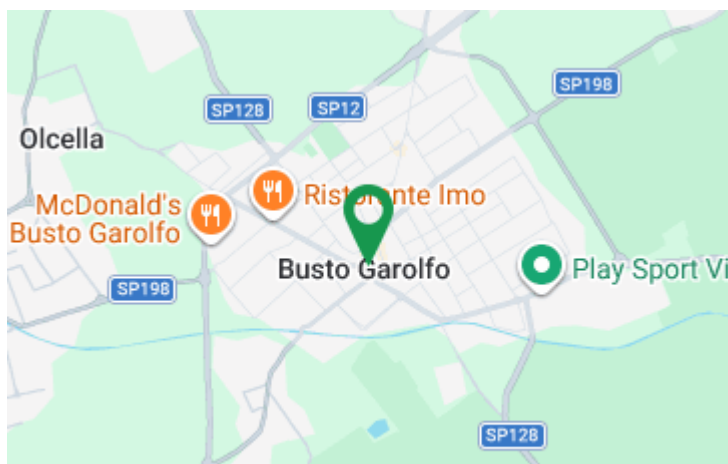 SP198
SP128
SP12
Olcella
Ristorante Imo
McDonald's
Busto Garolfo
Busto Garolfo
Play Sport Vi
SP198
SP128